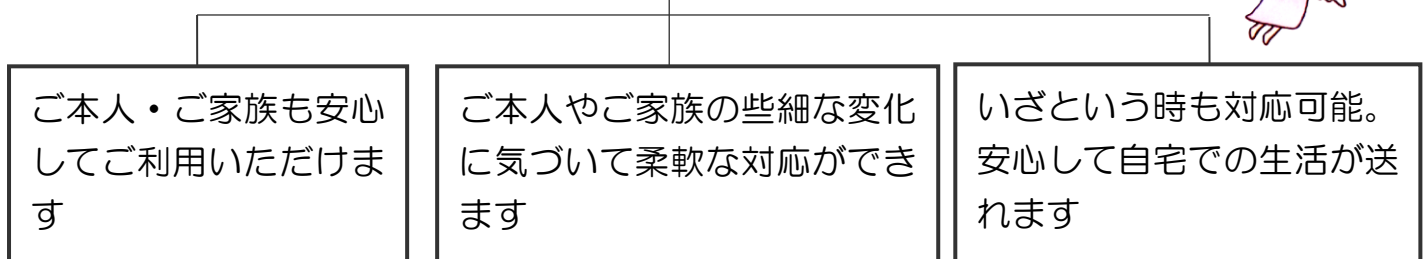 ご本人・ご家族も安心
してご利用いただけま
す
ご本人やご家族の些細な変化
に気づいて柔軟な対応ができ
ます
いざという時も対応可能。
安心して自宅での生活が送
れます